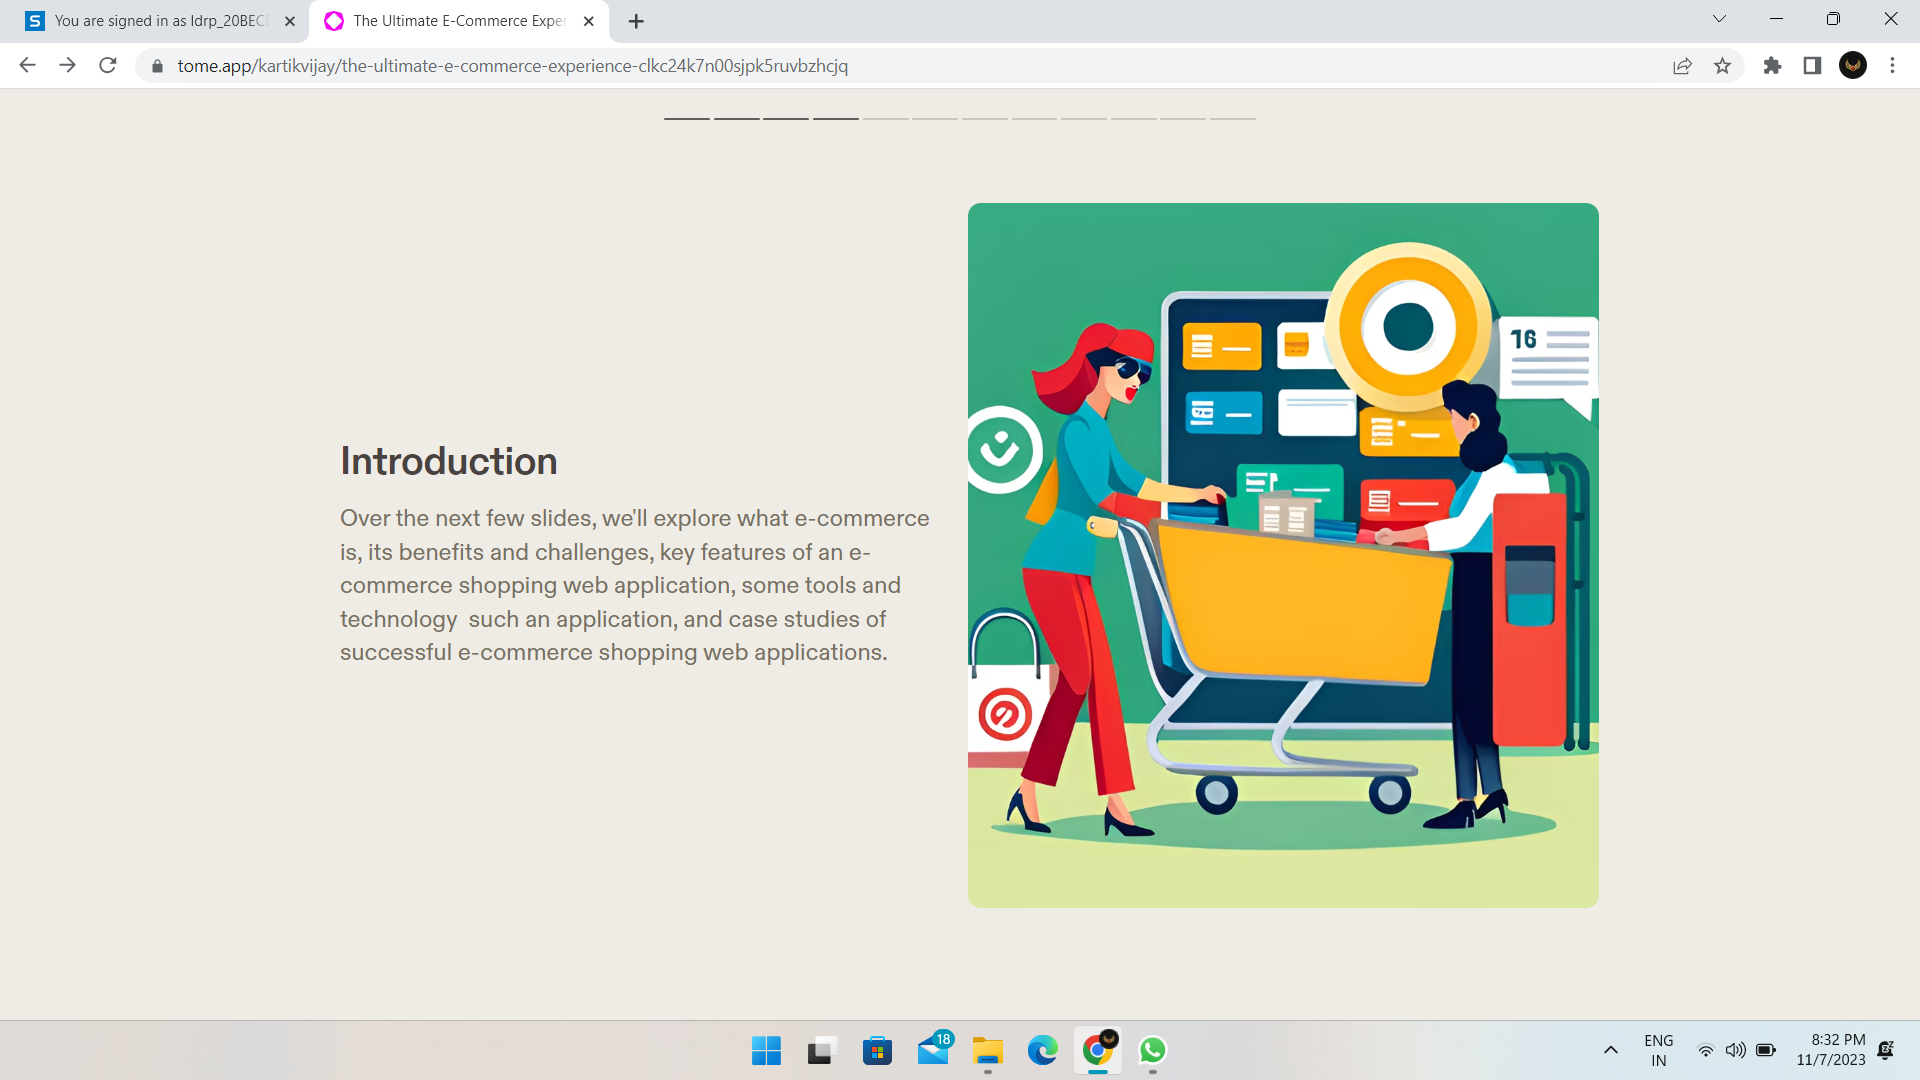 You are signed in as ldrp_20BECE
The Ultimate E-Commerce Exper
tome.app/kartikvijay/the-ultimate-e-commerce-experience-clkc24k7n00sjpk5ruvbzhcjq
Introduction
Over the next few slides, we'll explore what e-commerce
is, its benefits and challenges, key features of an e-
commerce shopping web application, some tools and
technology  such an application, and case studies of
successful e-commerce shopping web applications.
16
18
ENG
IN
8:32 PM
11/7/2023